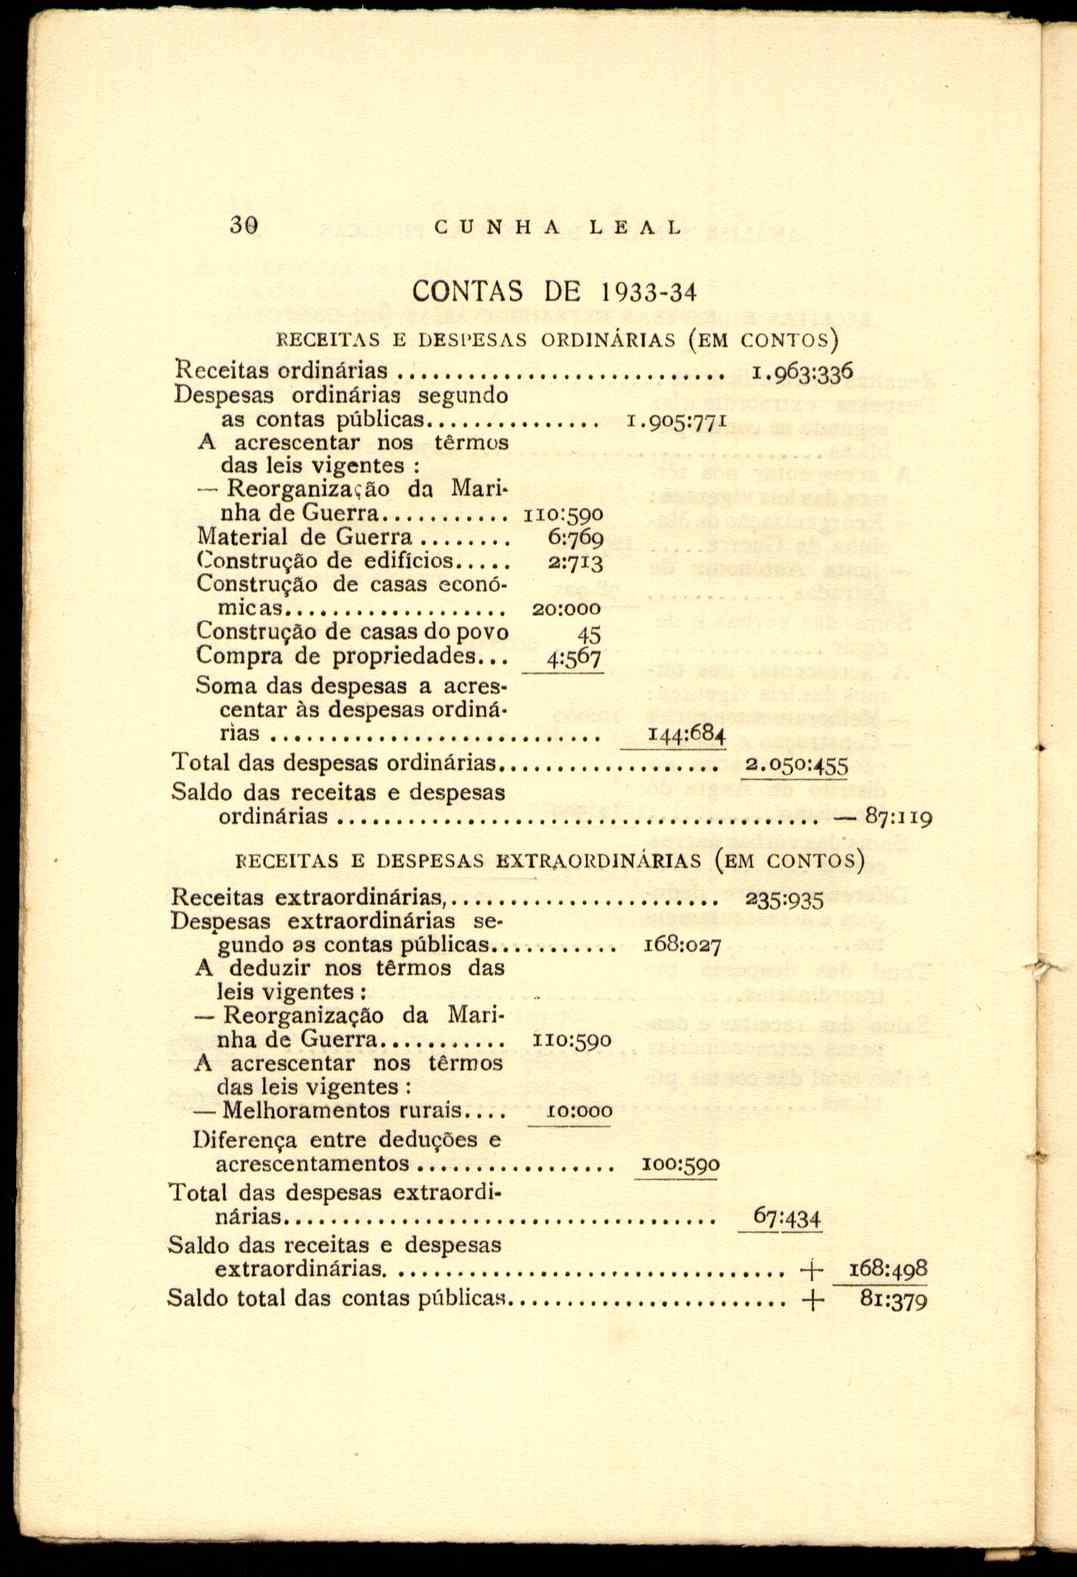 30 CUNHA LEAL
CONTAS DE 1933-34
RECEITAS E DESPESAS ORDINÁRIAS (EM CONTOS)
Receitas ordinárias ............................ 1.963:336
Despesas ordinárias segundo
as contas públicas............... 1.905:771
A acrescentar nos têrmos
das leis vigentes :
— Reorganização da Mari-
nha de Guerra........... 110:590
Material de Guerra ........ 6:769
Construção de edifícios..... 2:713
Construção de casas econó-
micas................... 20:000
Construção de casas do povo 45
Compra de propriedades... 4:567
Soma das despesas a acres-
centar às despesas ordiná-
rias ............................ 144:684
Total das despesas ordinárias................... 2.050:455
Saldo das receitas e despesas
ordinárias ......................................... — 87:119
RECEITAS E DESPESAS EXTRAORDINÁRIAS (EM CONTOS)
Receitas extraordinárias,....................... 235:935
Despesas extraordinárias se-
gundo as contas públicas........... 168:027
A deduzir nos têrmos das
leis vigentes :
— Reorganização da Mari-
nha de Guerra........... 110:590
A acrescentar nos têrmos
das leis vigentes :
— Melhoramentos rurais.... 10:000
Diferença entre deduções e
acrescentamentos ................. 100:590
Total das despesas extraordi-
nárias..................................... 67:434
Saldo das receitas e despesas
extraordinárias. ................................. + 168:498
Saldo total das contas públicas........................ + 81:379